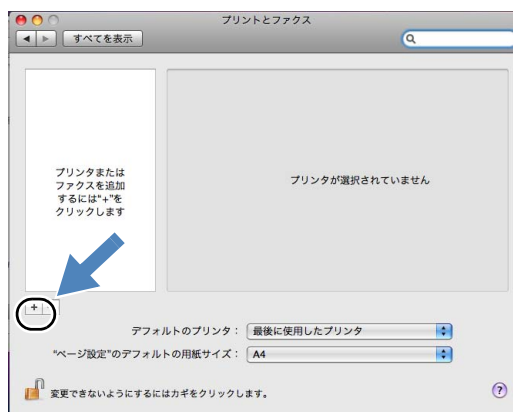 プリントとファクス
すべてを表示
プリンタまたは
ファクスを追加
するには“+”を
クリックします
プリンタが選択されていません
+ -
デフォルトのプリンタ： 最後に使用したプリンタ
“ページ設定”のデフォルトの用紙サイズ： A4
変更できないようにするにはカギをクリックします。
?